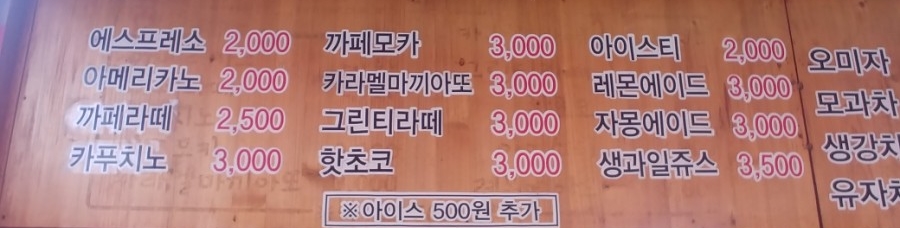 에스프레소 2,000
아메리카노 2,000
까페라떼 2,500
카푸치노 3,000
까페모카 3,000
카라멜마끼아또 3,000
그린티라떼 3,000
핫초코 3,000
※아이스 500원 추가
아이스티 2,000
레몬에이드 3,000
자몽에이드 3,000
생과일쥬스 3,500
오미자
모과차
생강차
유자차